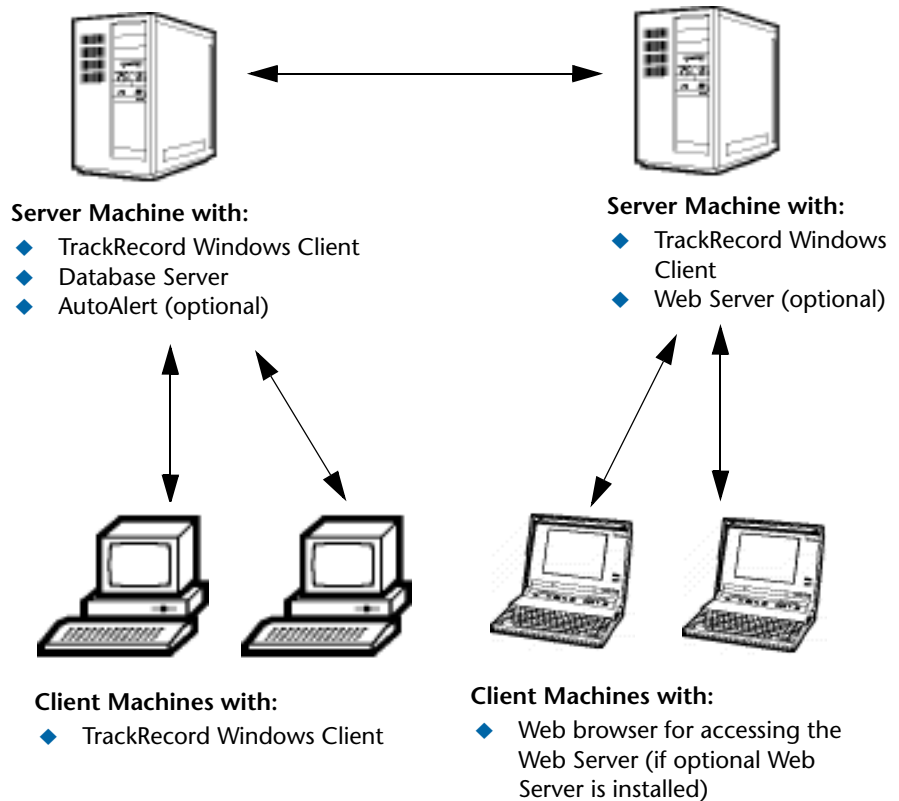 Server Machine with:
◆ TrackRecord Windows Client
◆ Database Server
◆ AutoAlert (optional)
Server Machine with:
◆ TrackRecord Windows
Client
◆ Web Server (optional)
Client Machines with:
◆ TrackRecord Windows Client
Client Machines with:
◆ Web browser for accessing the
Web Server (if optional Web
Server is installed)